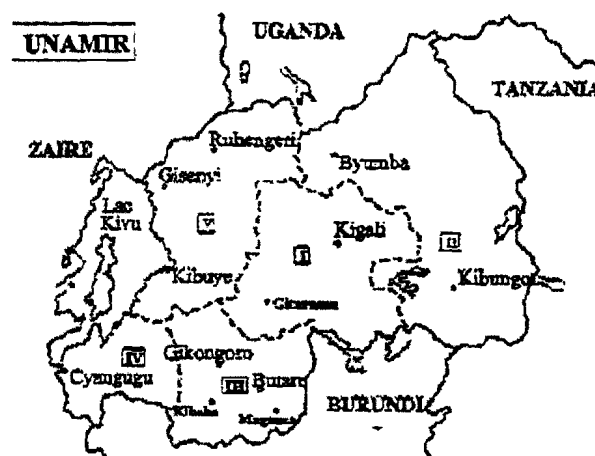 UNAMIR
UGANDA
TANZANIA
ZAIRE
Ruhengeri
Byumba
Gisenyi
Lac
Kivu
V
Kigali
I
II
Kibuye
Kibungo
Gitarama
IV
Gikongoro
Cyangugu
III
Butare
Kibeho
BURUNDI